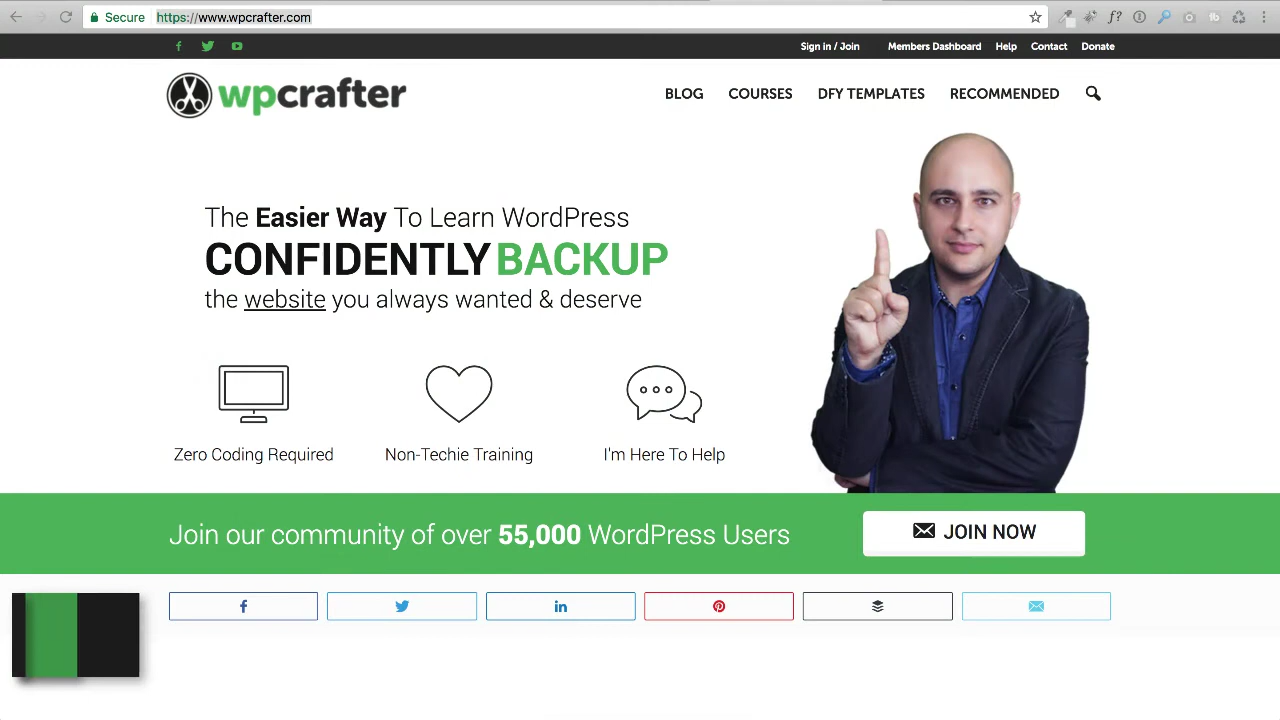 Secure https://www.wpcrafter.com f?
Sign in / Join Members Dashboard Help Contact Donate
wpcrafter BLOG COURSES DFY TEMPLATES RECOMMENDED
The Easier Way To Learn WordPress
CONFIDENTLY BACKUP
the website you always wanted & deserve
Zero Coding Required Non-Techie Training I'm Here To Help
Join our community of over 55,000 WordPress Users JOIN NOW